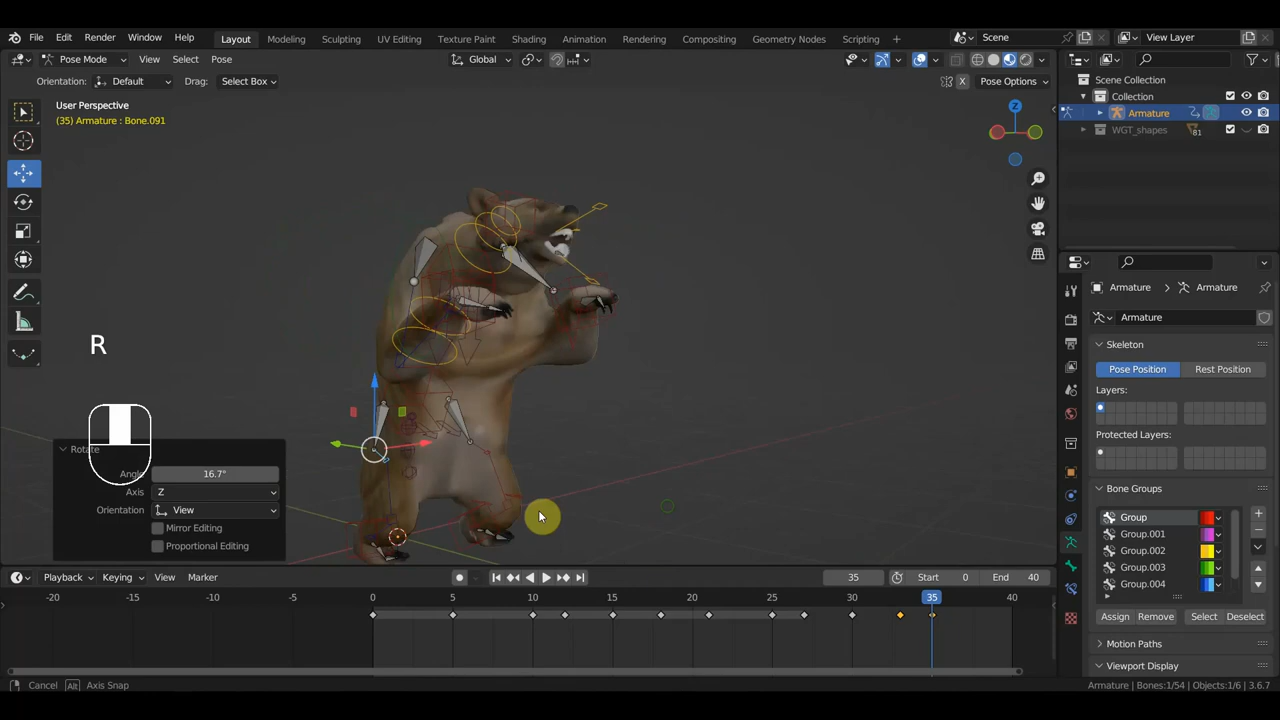 File Edit Render Window Help Layout Modeling Sculpting UV Editing Texture Paint Shading Animation Rendering Compositing Geometry Nodes Scripting + Scene View Layer
Pose Mode View Select Pose Global
Orientation: Default Drag: Select Box X Pose Options
Scene Collection
Collection
Armature
WGT_shapes 81
User Perspective
(35) Armature : Bone.091
Z
R
Rotate
Angle 16.7°
Axis Z
Orientation View
Mirror Editing
Proportional Editing
Armature > Armature
Armature
Skeleton
Pose Position Rest Position
Layers:
Protected Layers:
Bone Groups
Group
Group.001
Group.002
Group.003
Group.004
Assign Remove Select Deselect
Motion Paths
Viewport Display
Playback Keying View Marker 35 Start 0 End 40
-20 -15 -10 -5 0 5 10 15 20 25 30 35 40
Cancel Alt Axis Snap
Armature | Bones:1/54 | Objects:1/6 | 3.6.7